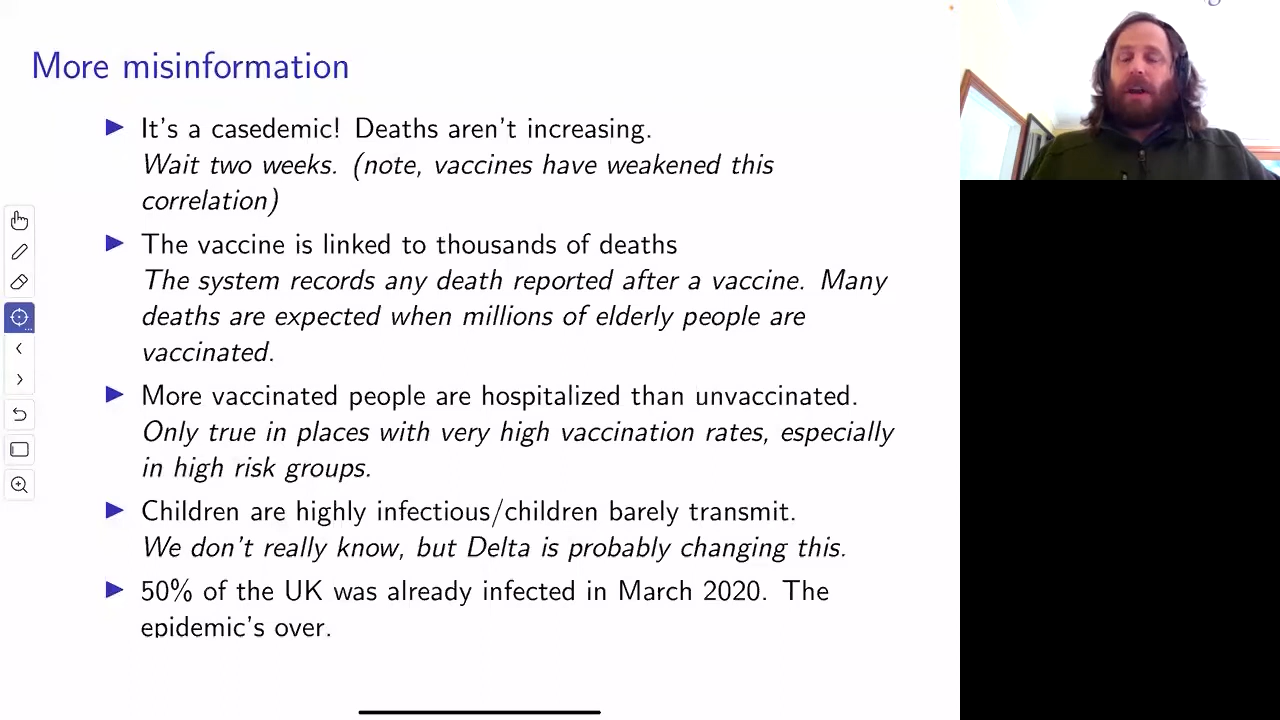 More misinformation
It's a casedemic! Deaths aren't increasing.
Wait two weeks. (note, vaccines have weakened this
correlation)
The vaccine is linked to thousands of deaths
The system records any death reported after a vaccine. Many
deaths are expected when millions of elderly people are
vaccinated.
More vaccinated people are hospitalized than unvaccinated.
Only true in places with very high vaccination rates, especially
in high risk groups.
Children are highly infectious/children barely transmit.
We don't really know, but Delta is probably changing this.
50% of the UK was already infected in March 2020. The
epidemic's over.